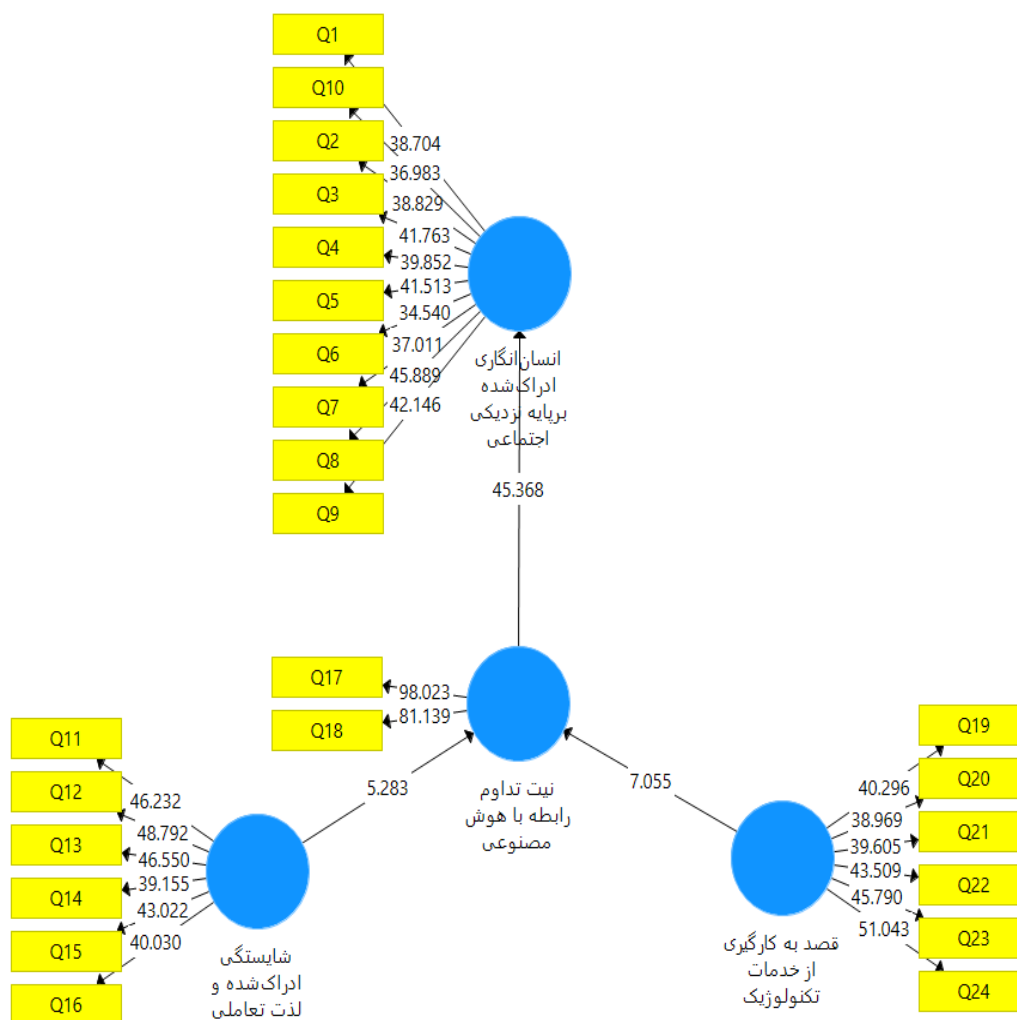 Q1
Q10
Q2
Q3
Q4
Q5
Q6
Q7
Q8
Q9
38.704
36.983
38.829
41.763
39.852
41.513
34.540
37.011
45.889
42.146
انسان‌انگاری
ادراک‌شده
برپایه نزدیکی
اجتماعی
45.368
Q17
Q18
98.023
81.139
نیت تداوم
رابطه با هوش
مصنوعی
5.283
7.055
Q11
Q12
Q13
Q14
Q15
Q16
46.232
48.792
46.550
39.155
43.022
40.030
شایستگی
ادراک‌شده و
لذت تعاملی
Q19
Q20
Q21
Q22
Q23
Q24
40.296
38.969
39.605
43.509
45.790
51.043
قصد به کارگیری
از خدمات
تکنولوژیک